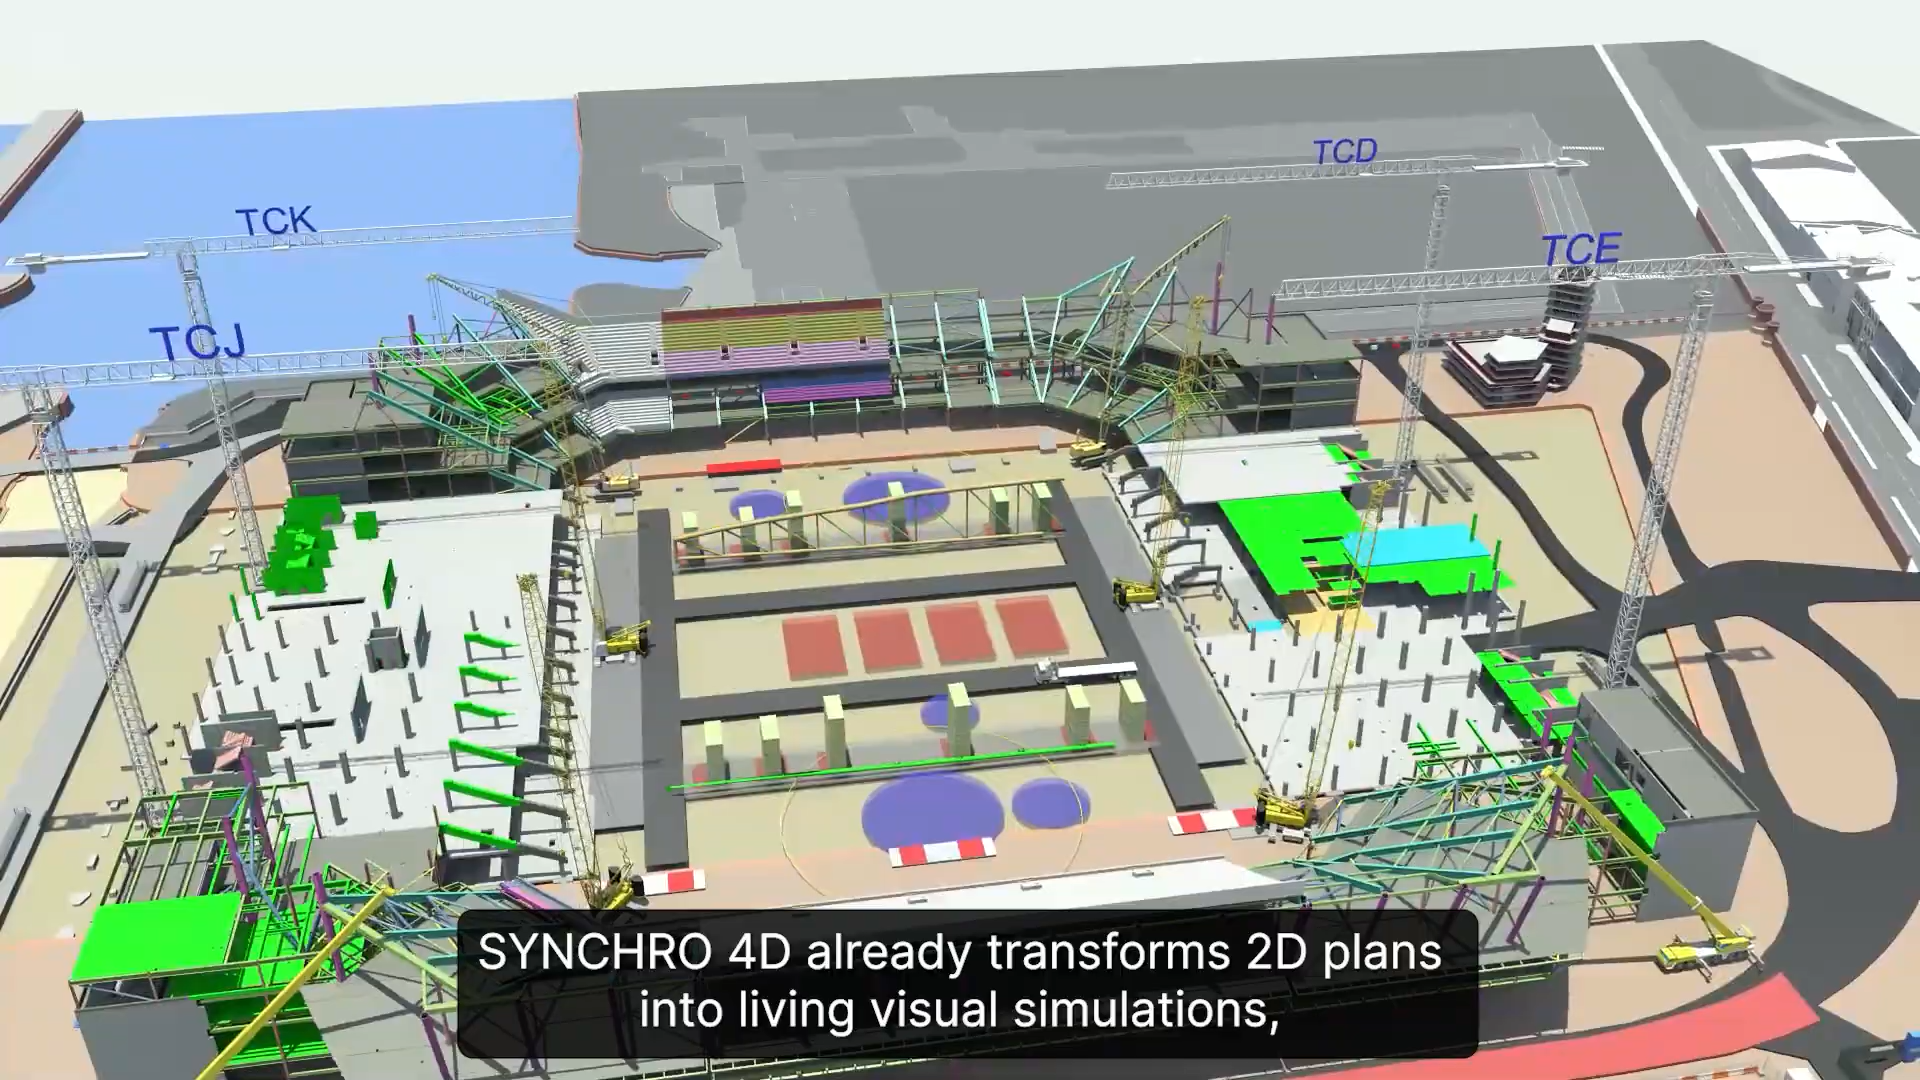 TCD
TCK
TCE
TCJ
SYNCHRO 4D already transforms 2D plans
into living visual simulations,